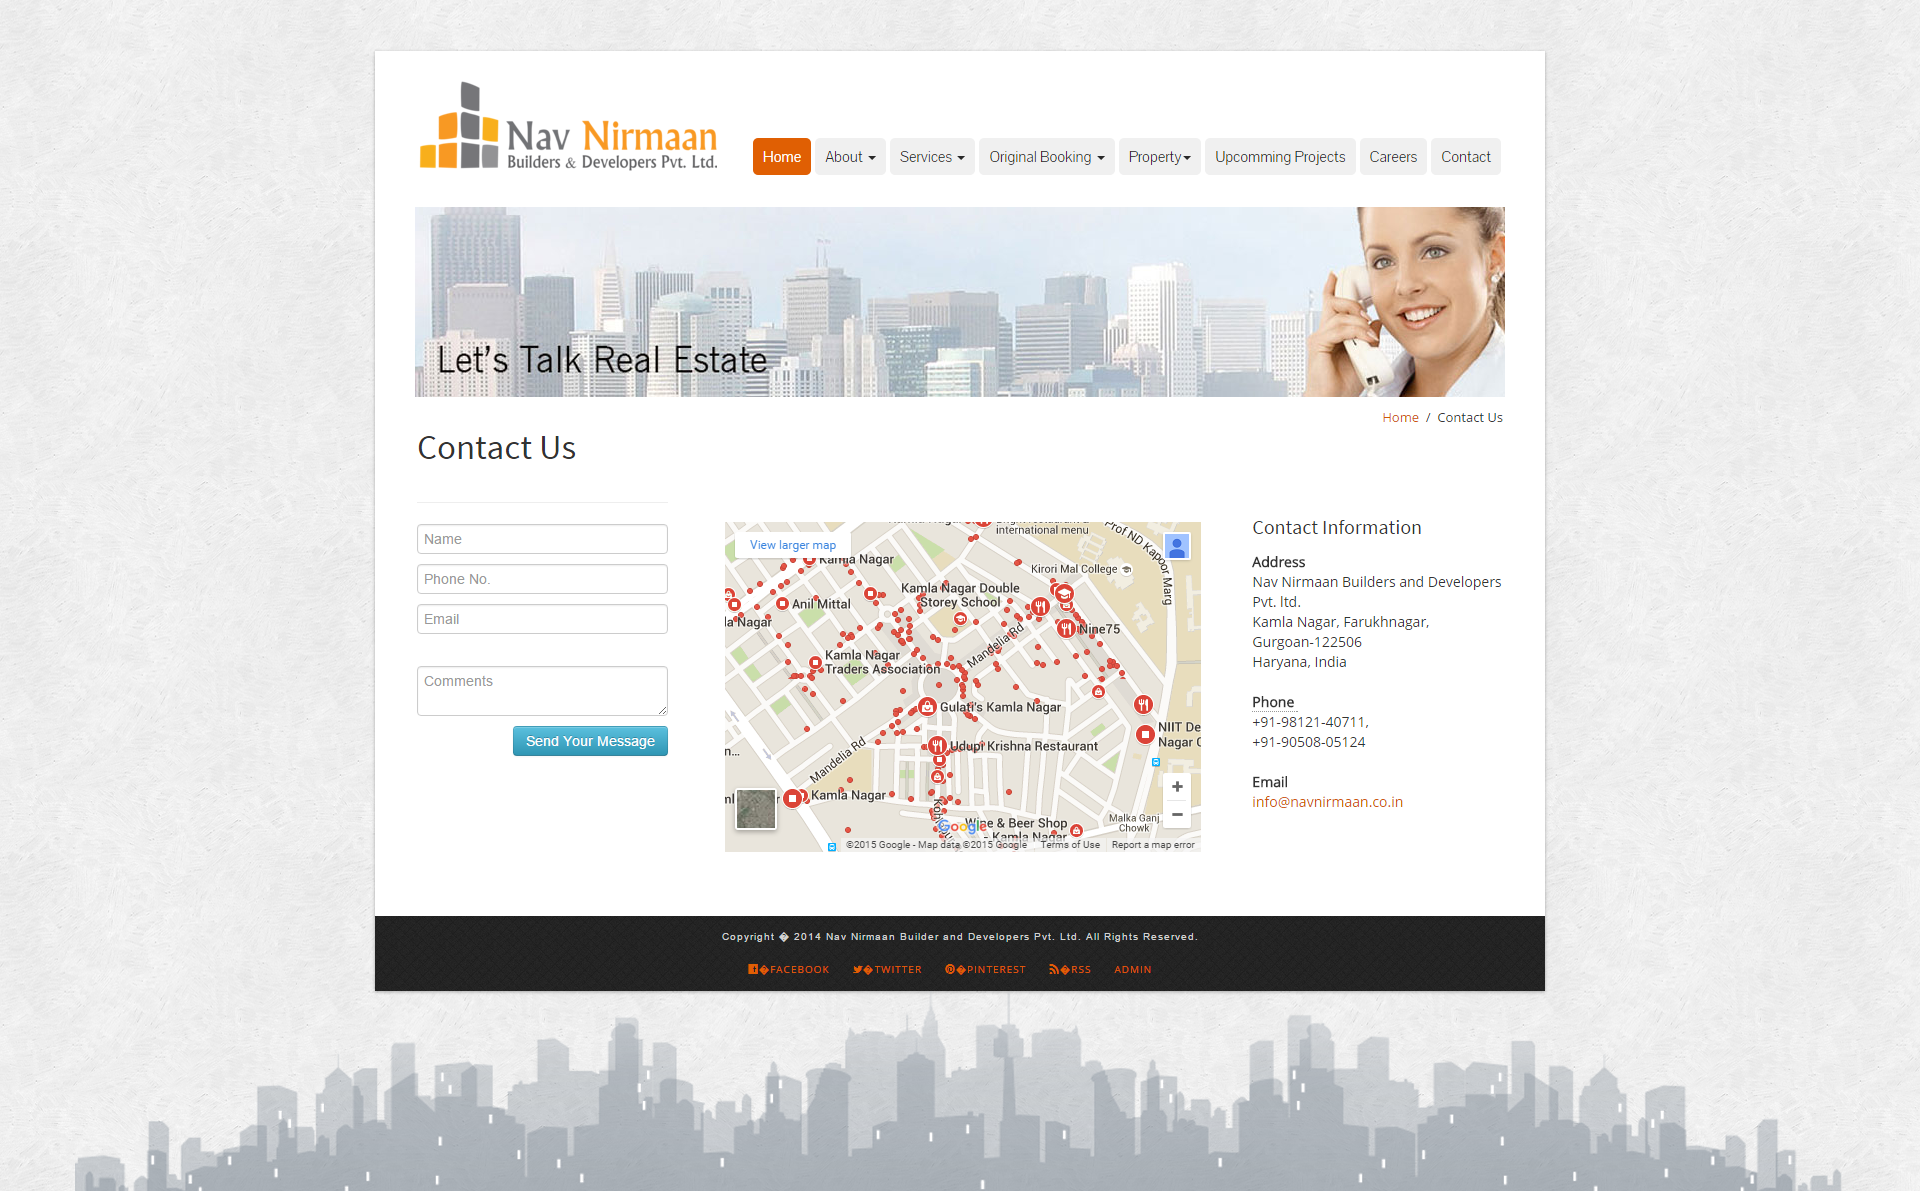 Nav Nirmaan
Builders & Developers Pvt. Ltd.
Home About Services Original Booking Property Upcomming Projects Careers Contact
Let's Talk Real Estate
Home / Contact Us
Contact Us
Name
Phone No.
Email
Comments
Send Your Message
international menu
Prof ND Kapoor Marg
View larger map
Kamla Nagar
Kirori Mal College
Kamla Nagar Double
Storey School
Anil Mittal
la Nagar
Nine75
Mandelia Rd
Kamla Nagar
Traders Association
Gulati's Kamla Nagar
NIIT De
Nagar C
Udupi Krishna Restaurant
Mandelia Rd
Kamla Nagar
Malka Ganj
Chowk
Wine & Beer Shop
- Kamla Nagar
Google
©2015 Google - Map data ©2015 Google Terms of Use Report a map error
Contact Information
Address
Nav Nirmaan Builders and Developers
Pvt. ltd.
Kamla Nagar, Farukhnagar,
Gurgoan-122506
Haryana, India
Phone
+91-98121-40711,
+91-90508-05124
Email
info@navnirmaan.co.in
Copyright � 2014 Nav Nirmaan Builder and Developers Pvt. Ltd. All Rights Reserved.
�FACEBOOK �TWITTER �PINTEREST �RSS ADMIN